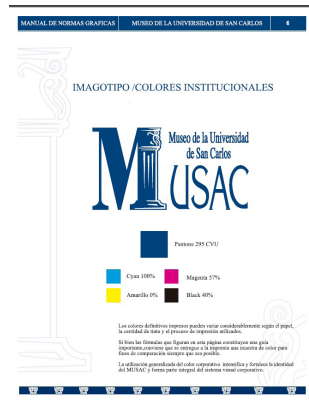 MANUAL DE NORMAS GRAFICAS MUSEO DE LA UNIVERSIDAD DE SAN CARLOS 6
IMAGOTIPO /COLORES INSTITUCIONALES
Museo de la Universidad
de San Carlos
MUSAC
Pantone 295 CVU
Cyan 100% Magenta 57%
Amarillo 0% Black 40%
Los colores definitivos impresos pueden variar considerablemente según el papel,
la cantidad de tinta y el proceso de impresión utilizados.
Si bien las fórmulas que figuran en esta página constituyen una guía
importante,conviene que se entregue a la imprenta una muestra de color para
fines de comparación siempre que sea posible.
La utilización generalizada del color corporativo intensifica y fortalece la identidad
del MUSAC y forma parte integral del sistema visual corporativo.